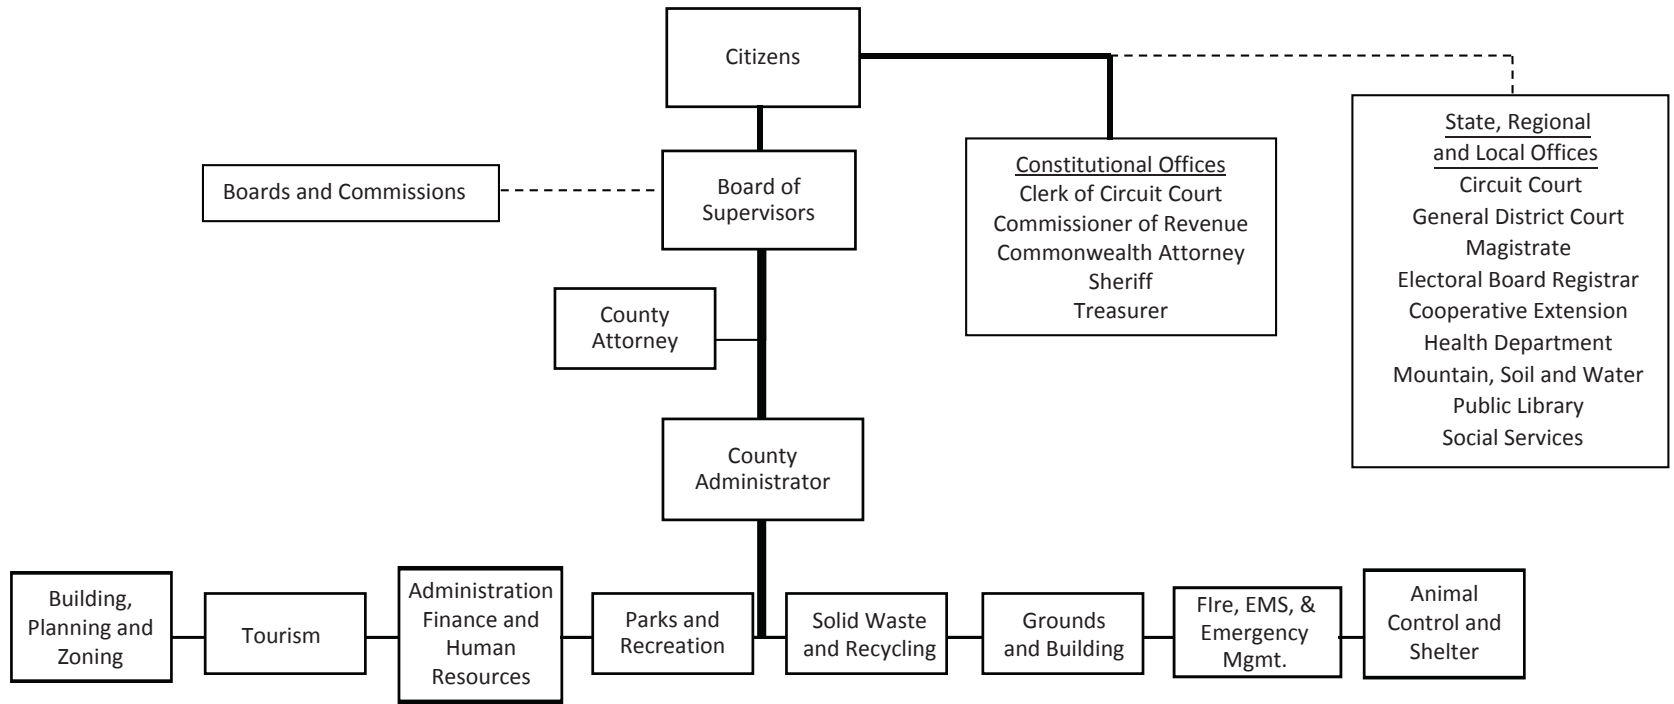 Citizens
State, Regional
and Local Offices
Circuit Court
General District Court
Magistrate
Electoral Board Registrar
Cooperative Extension
Health Department
Mountain, Soil and Water
Public Library
Social Services
Constitutional Offices
Clerk of Circuit Court
Commissioner of Revenue
Commonwealth Attorney
Sheriff
Treasurer
Boards and Commissions
Board of
Supervisors
County
Attorney
County
Administrator
Building,
Planning and
Zoning
Tourism
Administration
Finance and
Human
Resources
Parks and
Recreation
Solid Waste
and Recycling
Grounds
and Building
FIre, EMS, &
Emergency
Mgmt.
Animal
Control and
Shelter